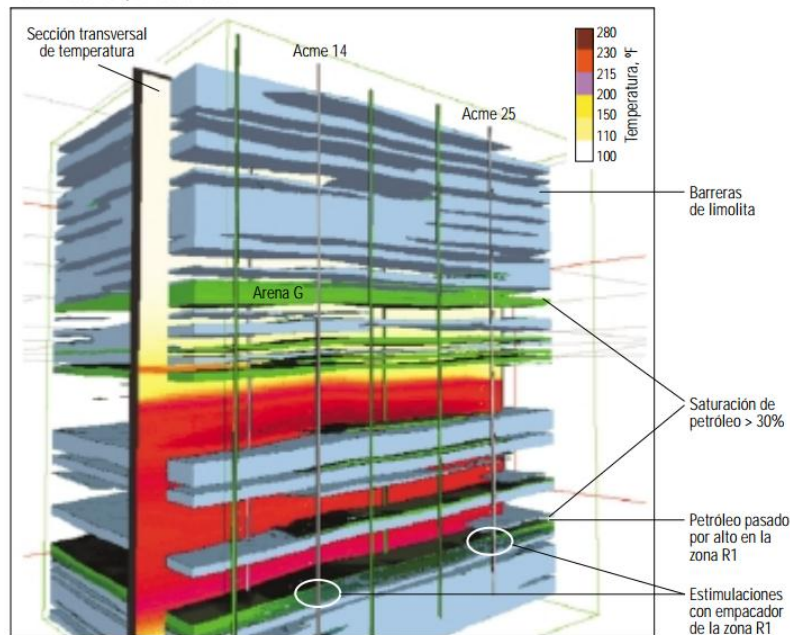 Sección transversal
de temperatura
Acme 14
Acme 25
280
230
215
200
150
110
100
Temperatura, °F
Barreras
de limolita
Arena G
Saturación de
petróleo > 30%
Petróleo pasado
por alto en la
zona R1
Estimulaciones
con empacador
de la zona R1